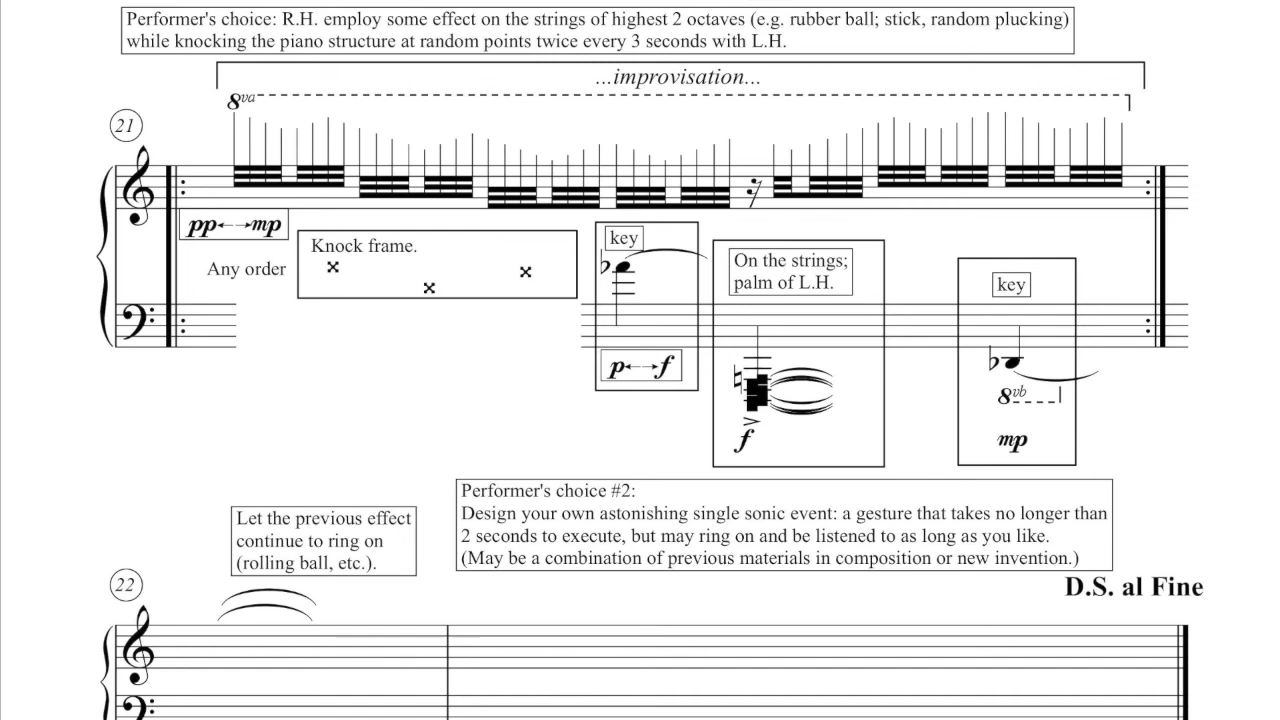 Performer's choice: R.H. employ some effect on the strings of highest 2 octaves (e.g. rubber ball; stick, random plucking)
while knocking the piano structure at random points twice every 3 seconds with L.H.
...improvisation...
8va
21
pp←--→mp
Knock frame.
Any order
key
p←--→f
On the strings;
palm of L.H.
f
key
8vb
mp
Let the previous effect
continue to ring on
(rolling ball, etc.).
Performer's choice #2:
Design your own astonishing single sonic event: a gesture that takes no longer than
2 seconds to execute, but may ring on and be listened to as long as you like.
(May be a combination of previous materials in composition or new invention.)
22
D.S. al Fine